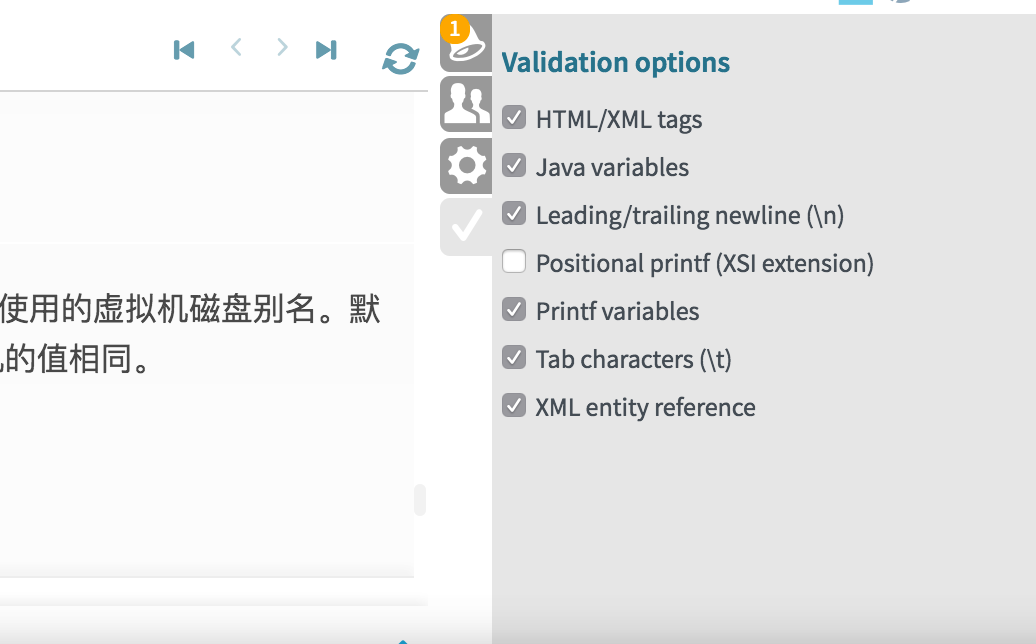 1
Validation options
HTML/XML tags
Java variables
Leading/trailing newline (\n)
Positional printf (XSI extension)
Printf variables
Tab characters (\t)
XML entity reference
使用的虚拟机磁盘别名。默
的值相同。